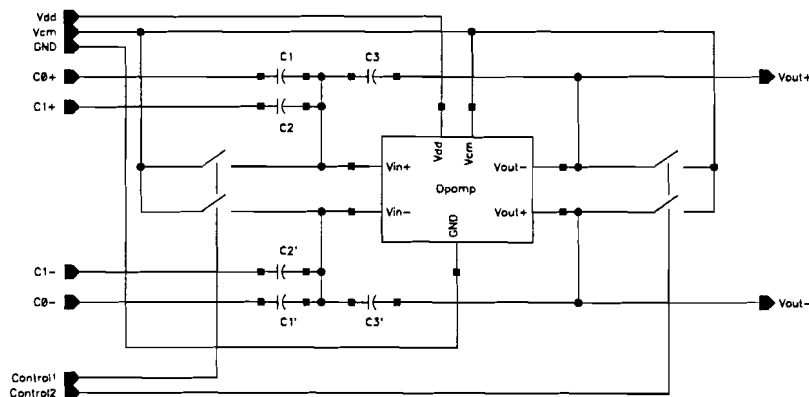 Vdd
Vcm
GND
C0+
C1+
C1
C3
C2
Vout+
Vdd
Vcm
Vin+
Vout-
Opamp
Vin-
Vout+
GND
C2'
C1-
C0-
C1'
C3'
Vout-
Control1
Control2